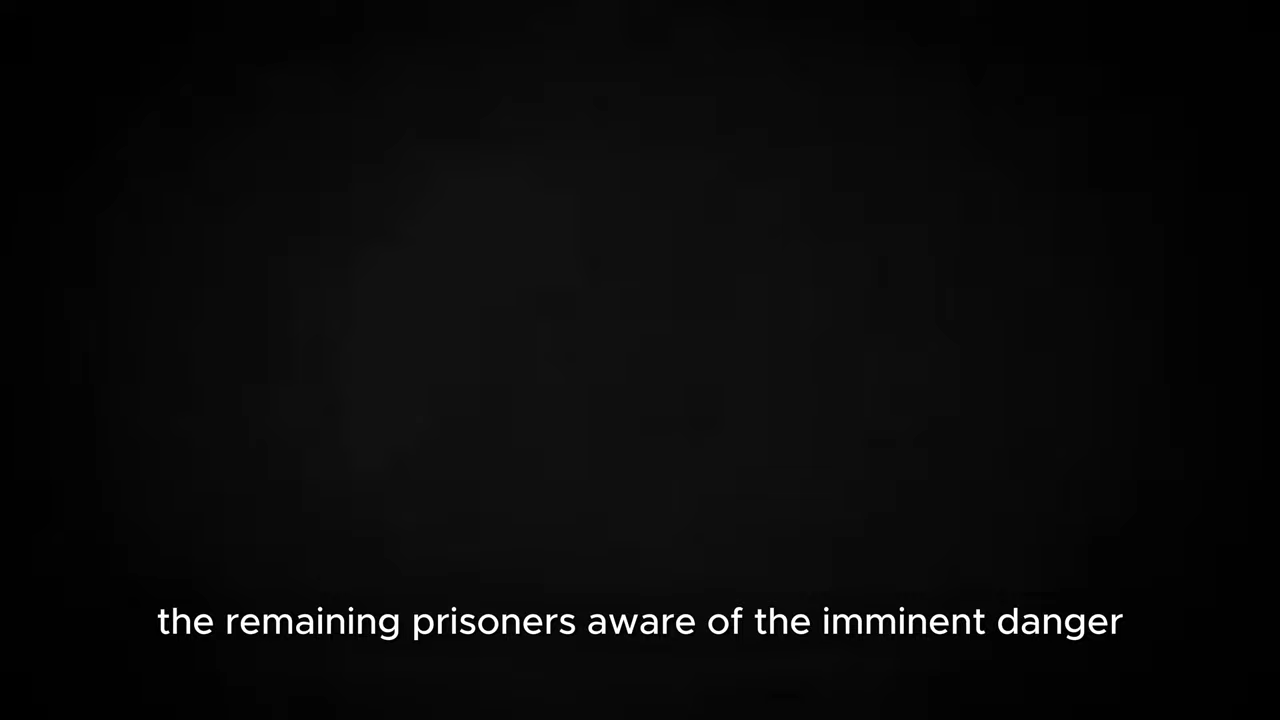 the remaining prisoners aware of the imminent danger